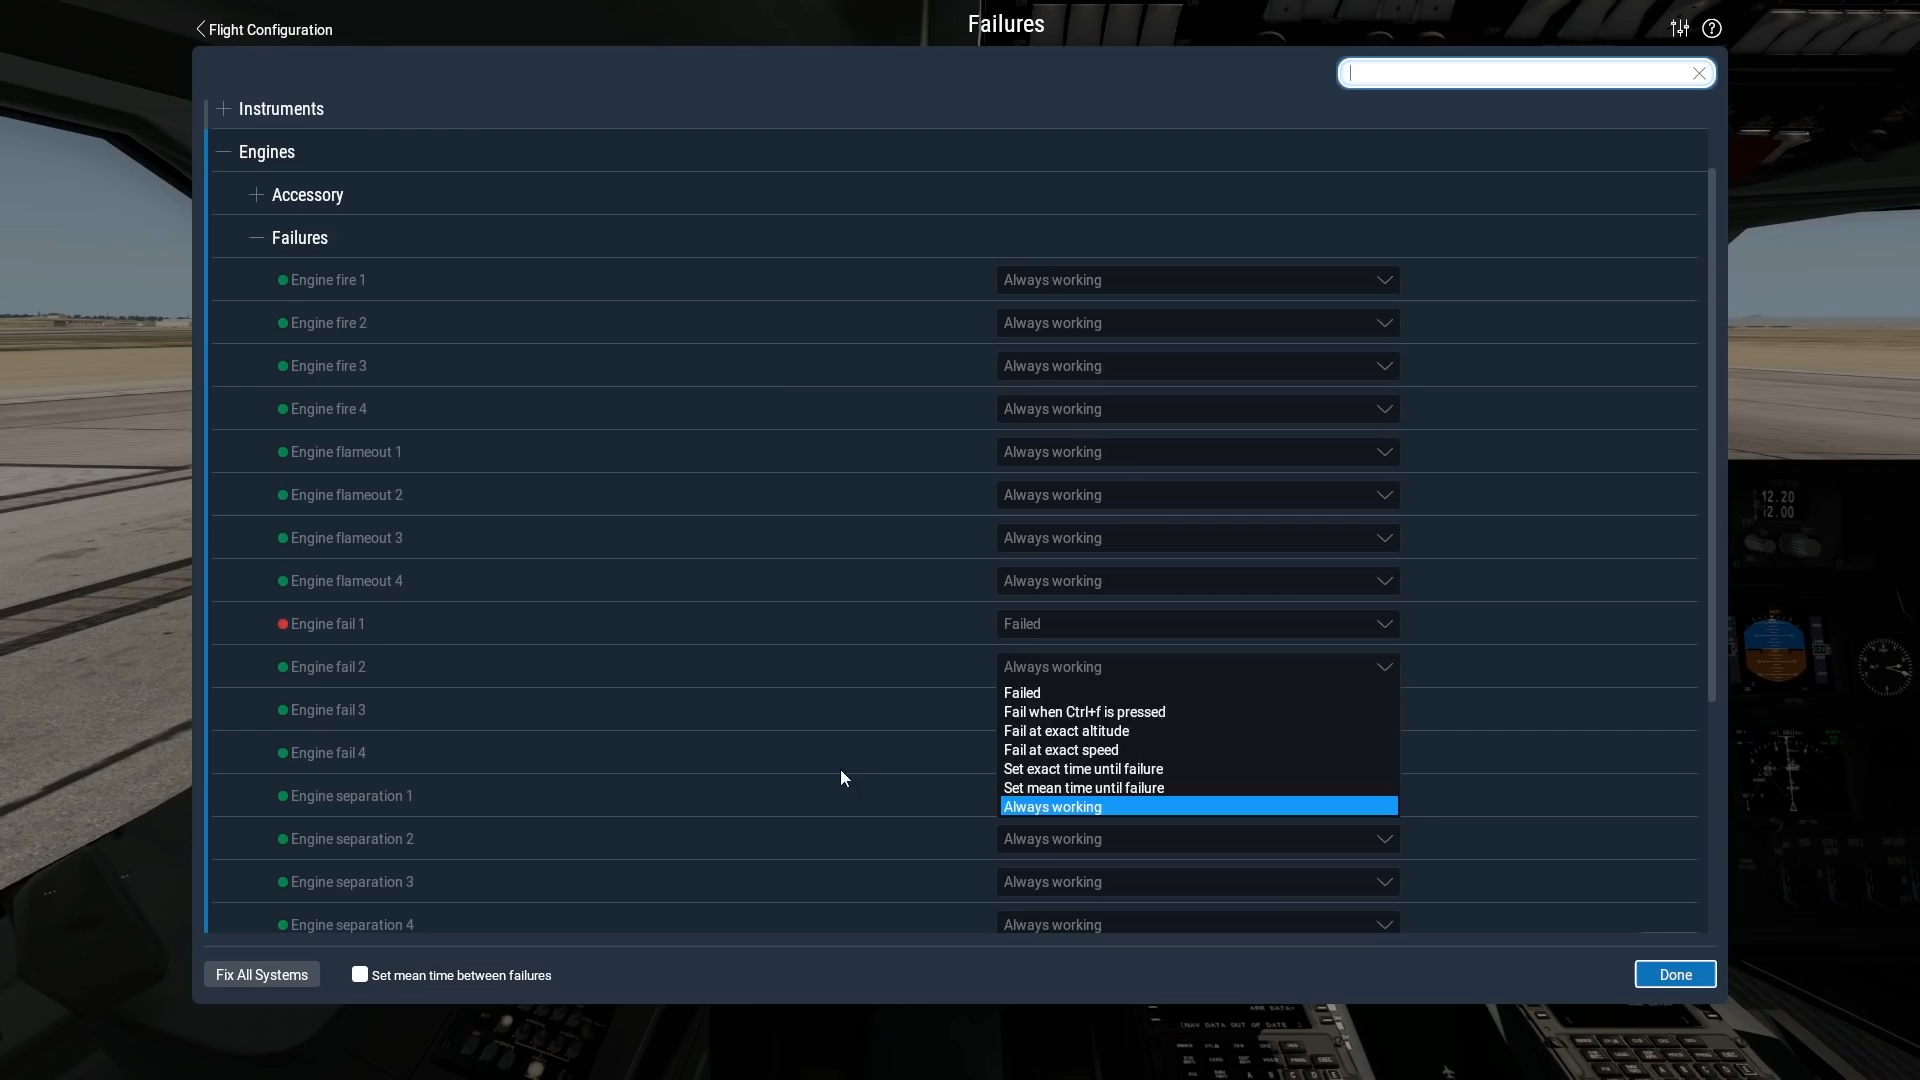 Flight Configuration
Failures
Instruments
Engines
Accessory
Failures
Engine fire 1 Always working
Engine fire 2 Always working
Engine fire 3 Always working
Engine fire 4 Always working
Engine flameout 1 Always working
Engine flameout 2 Always working
Engine flameout 3 Always working
Engine flameout 4 Always working
Engine fail 1 Failed
Engine fail 2 Always working
Failed
Engine fail 3
Fail when Ctrl+f is pressed
Fail at exact altitude
Engine fail 4
Fail at exact speed
Set exact time until failure
Engine separation 1
Set mean time until failure
Always working
Engine separation 2 Always working
Engine separation 3 Always working
Engine separation 4 Always working
Fix All Systems
Set mean time between failures
Done
12.20
NAV DATA OUT OF DATE